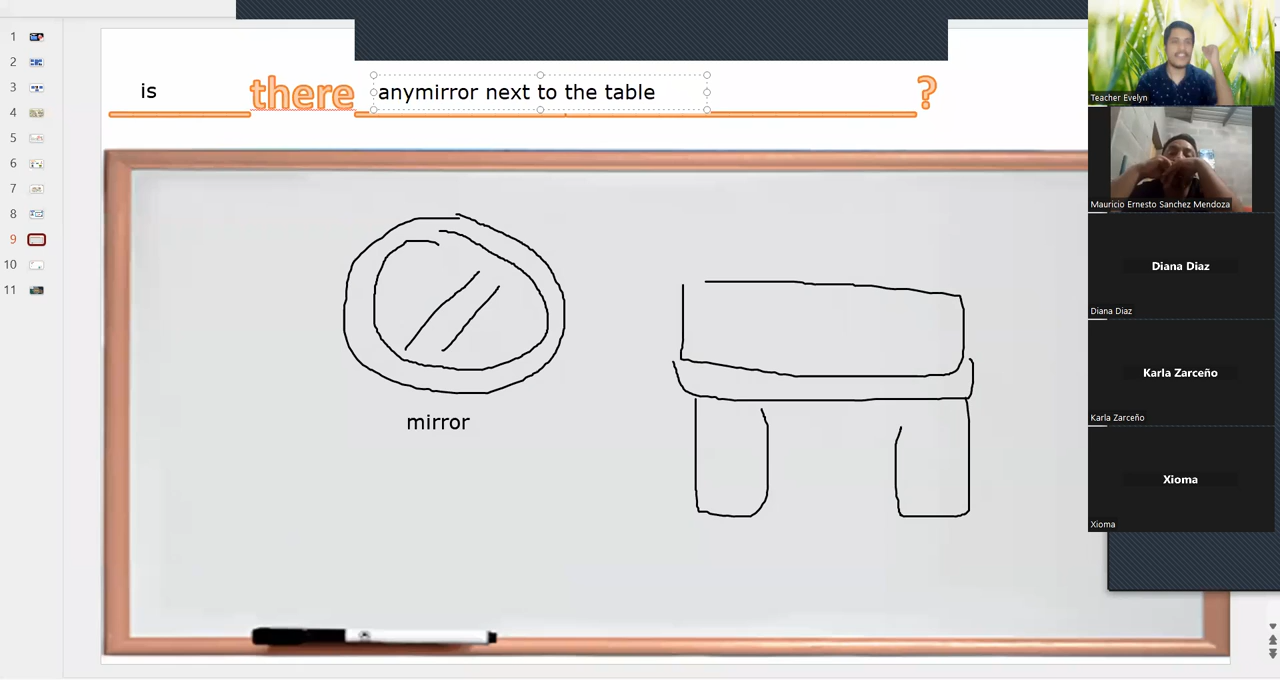 1
2
3
4
5
6
7
8
9
10
11
is there anymirror next to the table ?
mirror
Teacher Evelyn
Mauricio Ernesto Sanchez Mendoza
Diana Diaz
Diana Diaz
Karla Zarceño
Karla Zarceño
Xioma
Xioma